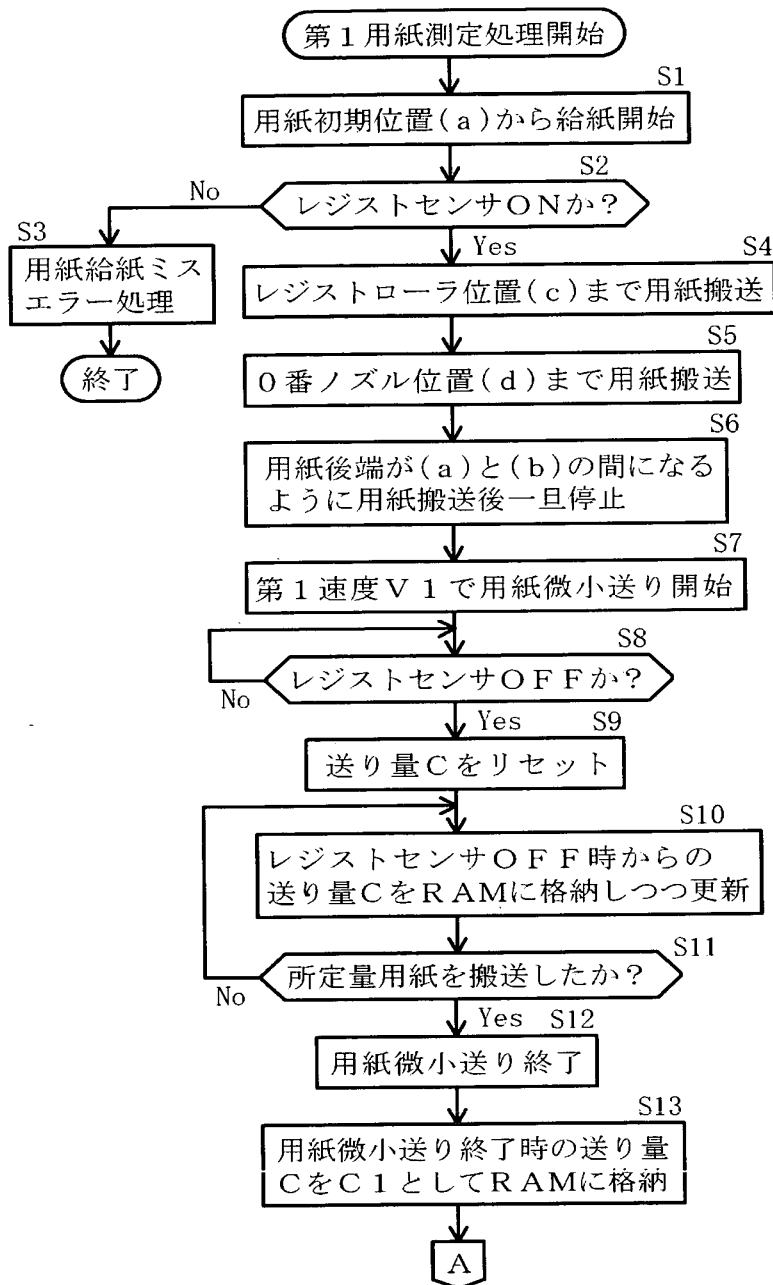 第1用紙測定処理開始
S1
用紙初期位置(a)から給紙開始
S2
レジストセンサONか？
No
Yes
S3
用紙給紙ミス
エラー処理
終了
S4
レジストローラ位置(c)まで用紙搬送
S5
0番ノズル位置(d)まで用紙搬送
S6
用紙後端が(a)と(b)の間になる
ように用紙搬送後一旦停止
S7
第1速度V1で用紙微小送り開始
S8
レジストセンサOFFか？
No
Yes
S9
送り量Cをリセット
S10
レジストセンサOFF時からの
送り量CをRAMに格納しつつ更新
S11
所定量用紙を搬送したか？
No
Yes
S12
用紙微小送り終了
S13
用紙微小送り終了時の送り量
CをC1としてRAMに格納
A